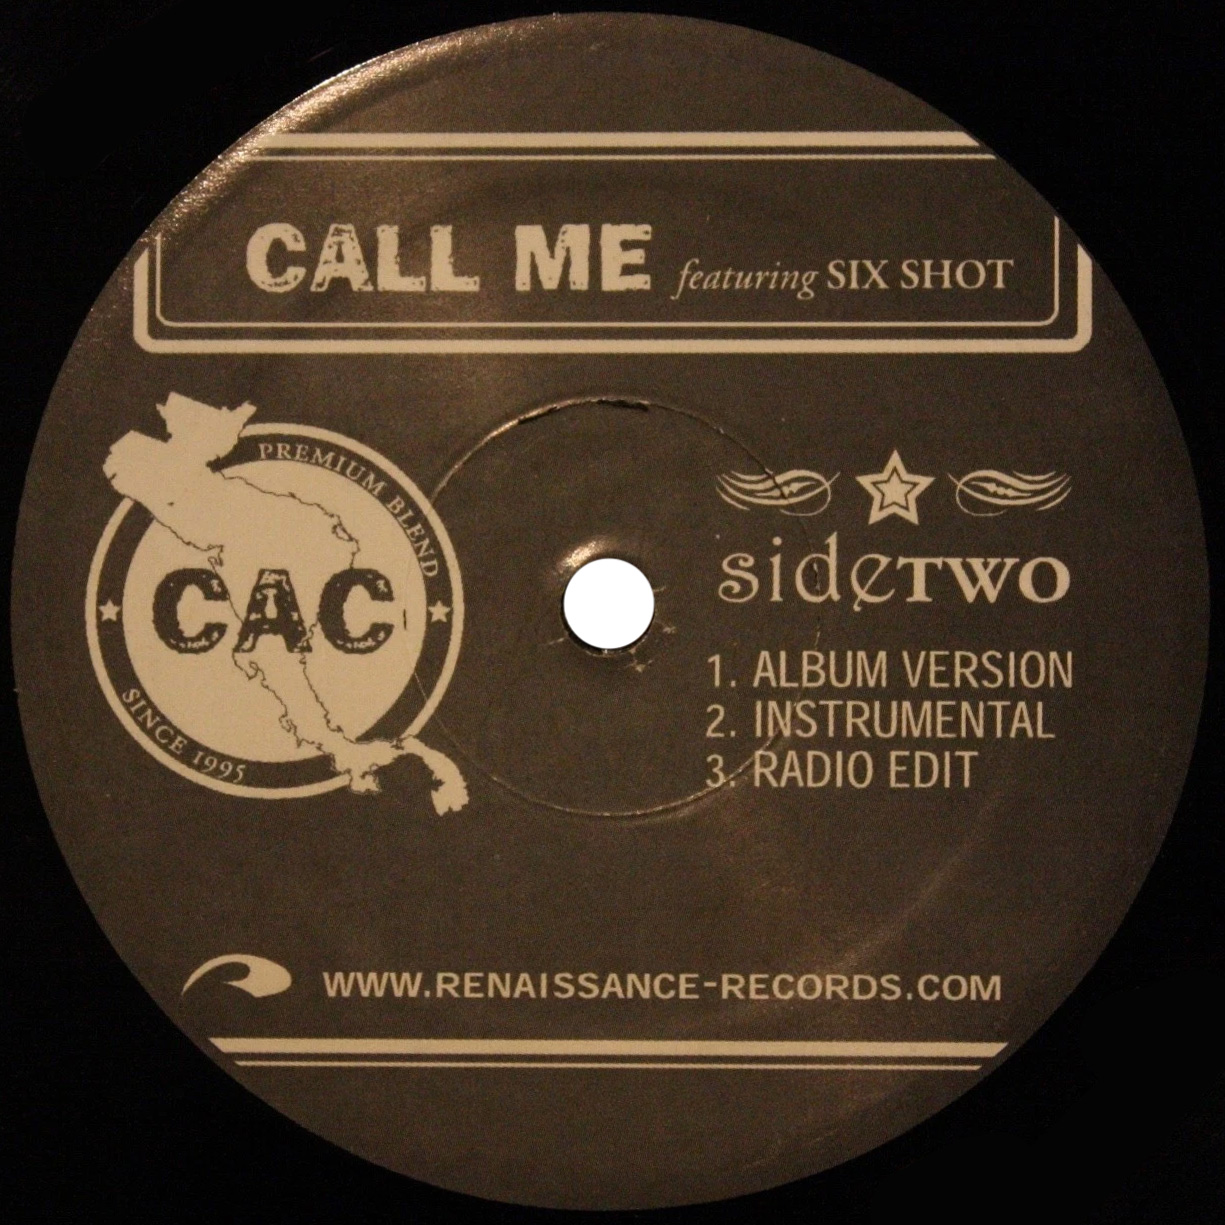 CALL ME featuring SIX SHOT
PREMIUM BLEND
CAC
SINCE 1995
sideTWO
1. ALBUM VERSION
2. INSTRUMENTAL
3. RADIO EDIT
WWW.RENAISSANCE-RECORDS.COM